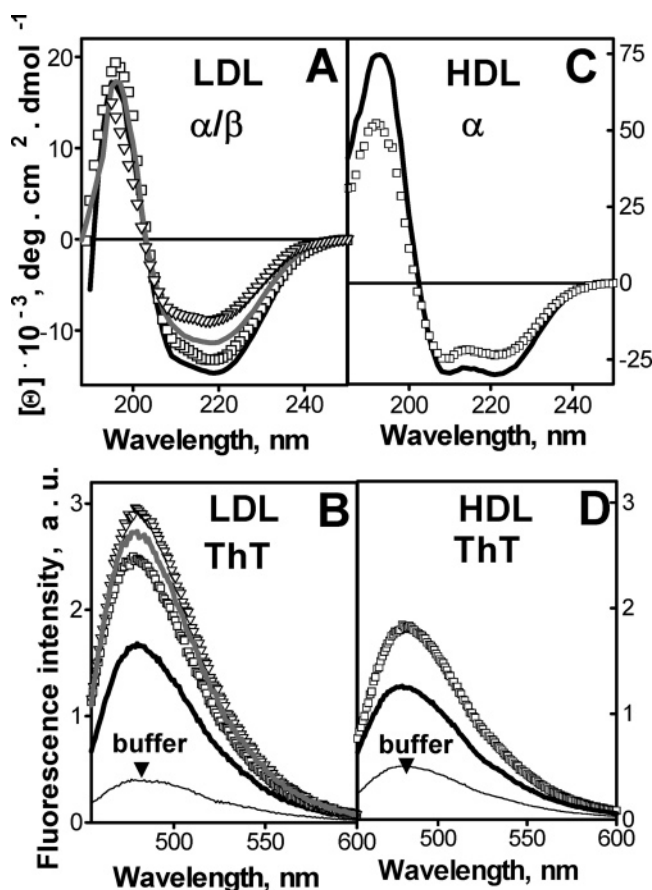 [Θ] · 10⁻³, deg . cm ² . dmol ⁻¹
20
10
0
-10
LDL
A
α/β
200
220
240
Wavelength, nm
HDL
C
α
75
50
25
0
-25
200
220
240
Wavelength, nm
Fluorescence intensity, a . u.
3
2
1
0
LDL
B
ThT
buffer
500
550
600
Wavelength, nm
HDL
D
ThT
buffer
3
2
1
0
500
550
600
Wavelength, nm